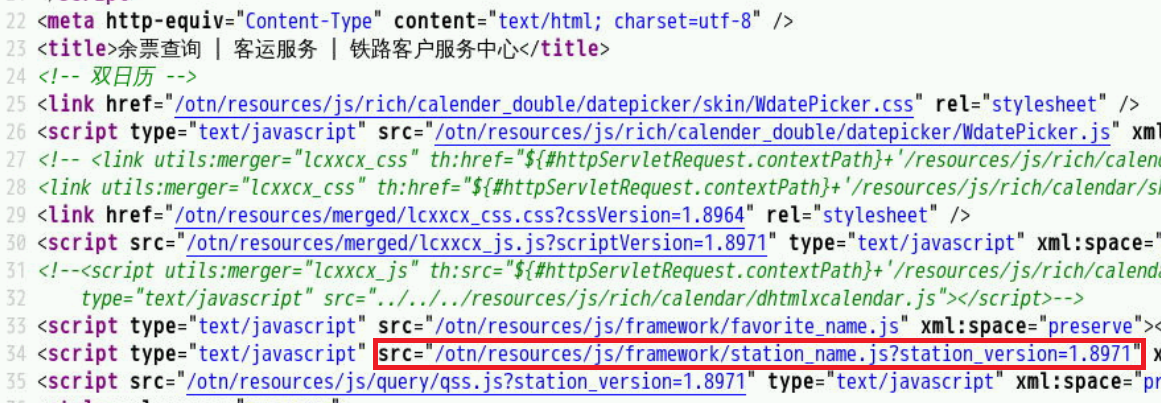 22 <meta http-equiv="Content-Type" content="text/html; charset=utf-8" />
23 <title>余票查询 | 客运服务 | 铁路客户服务中心</title>
24 <!-- 双日历 -->
25 <link href="/otn/resources/js/rich/calender_double/datepicker/skin/WdatePicker.css" rel="stylesheet" />
26 <script type="text/javascript" src="/otn/resources/js/rich/calender_double/datepicker/WdatePicker.js" xml
27 <!-- <link utils:merger="lcxxcx_css" th:href="${#httpServletRequest.contextPath}+'/resources/js/rich/calend
28 <link utils:merger="lcxxcx_css" th:href="${#httpServletRequest.contextPath}+'/resources/js/rich/calendar/sk
29 <link href="/otn/resources/merged/lcxxcx_css.css?cssVersion=1.8964" rel="stylesheet" />
30 <script src="/otn/resources/merged/lcxxcx_js.js?scriptVersion=1.8971" type="text/javascript" xml:space="
31 <!--<script utils:merger="lcxxcx_js" th:src="${#httpServletRequest.contextPath}+'/resources/js/rich/calenda
32 type="text/javascript" src="../../../resources/js/rich/calendar/dhtmlxcalendar.js"></script>-->
33 <script type="text/javascript" src="/otn/resources/js/framework/favorite_name.js" xml:space="preserve"><
34 <script type="text/javascript" src="/otn/resources/js/framework/station_name.js?station_version=1.8971" x
35 <script src="/otn/resources/js/query/qss.js?station_version=1.8971" type="text/javascript" xml:space="pr